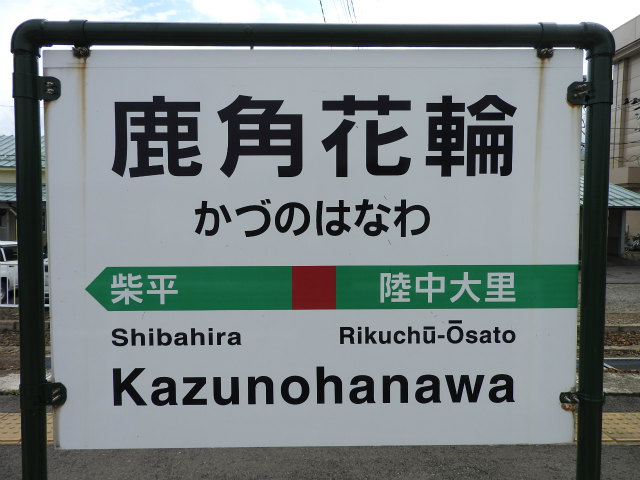 鹿角花輪
かづのはなわ
柴平 陸中大里
Shibahira Rikuchū-Ōsato
Kazunohanawa